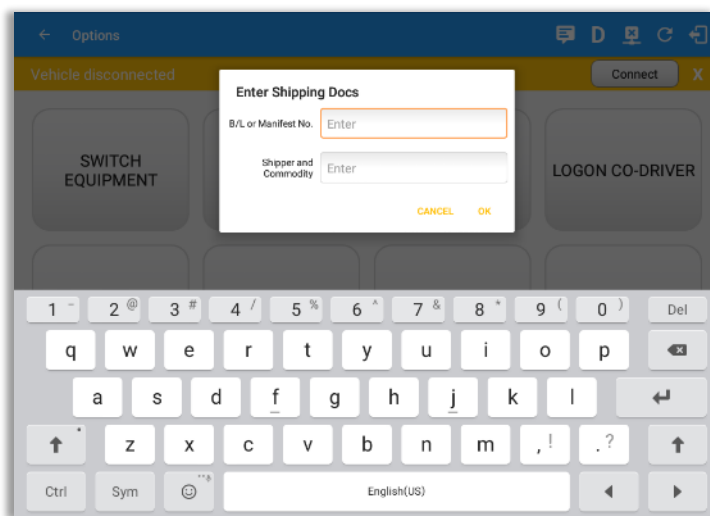 ← Options D
Vehicle disconnected Connect X
Enter Shipping Docs
B/L or Manifest No. Enter
Shipper and
Commodity Enter
CANCEL OK
SWITCH
EQUIPMENT
LOGON CO-DRIVER
1 - 2 @ 3 # 4 / 5 % 6 ^ 7 & 8 * 9 ( 0 ) Del
q w e r t y u i o p
a s d f g h j k l
z x c v b n m , ! . ?
Ctrl Sym English(US)